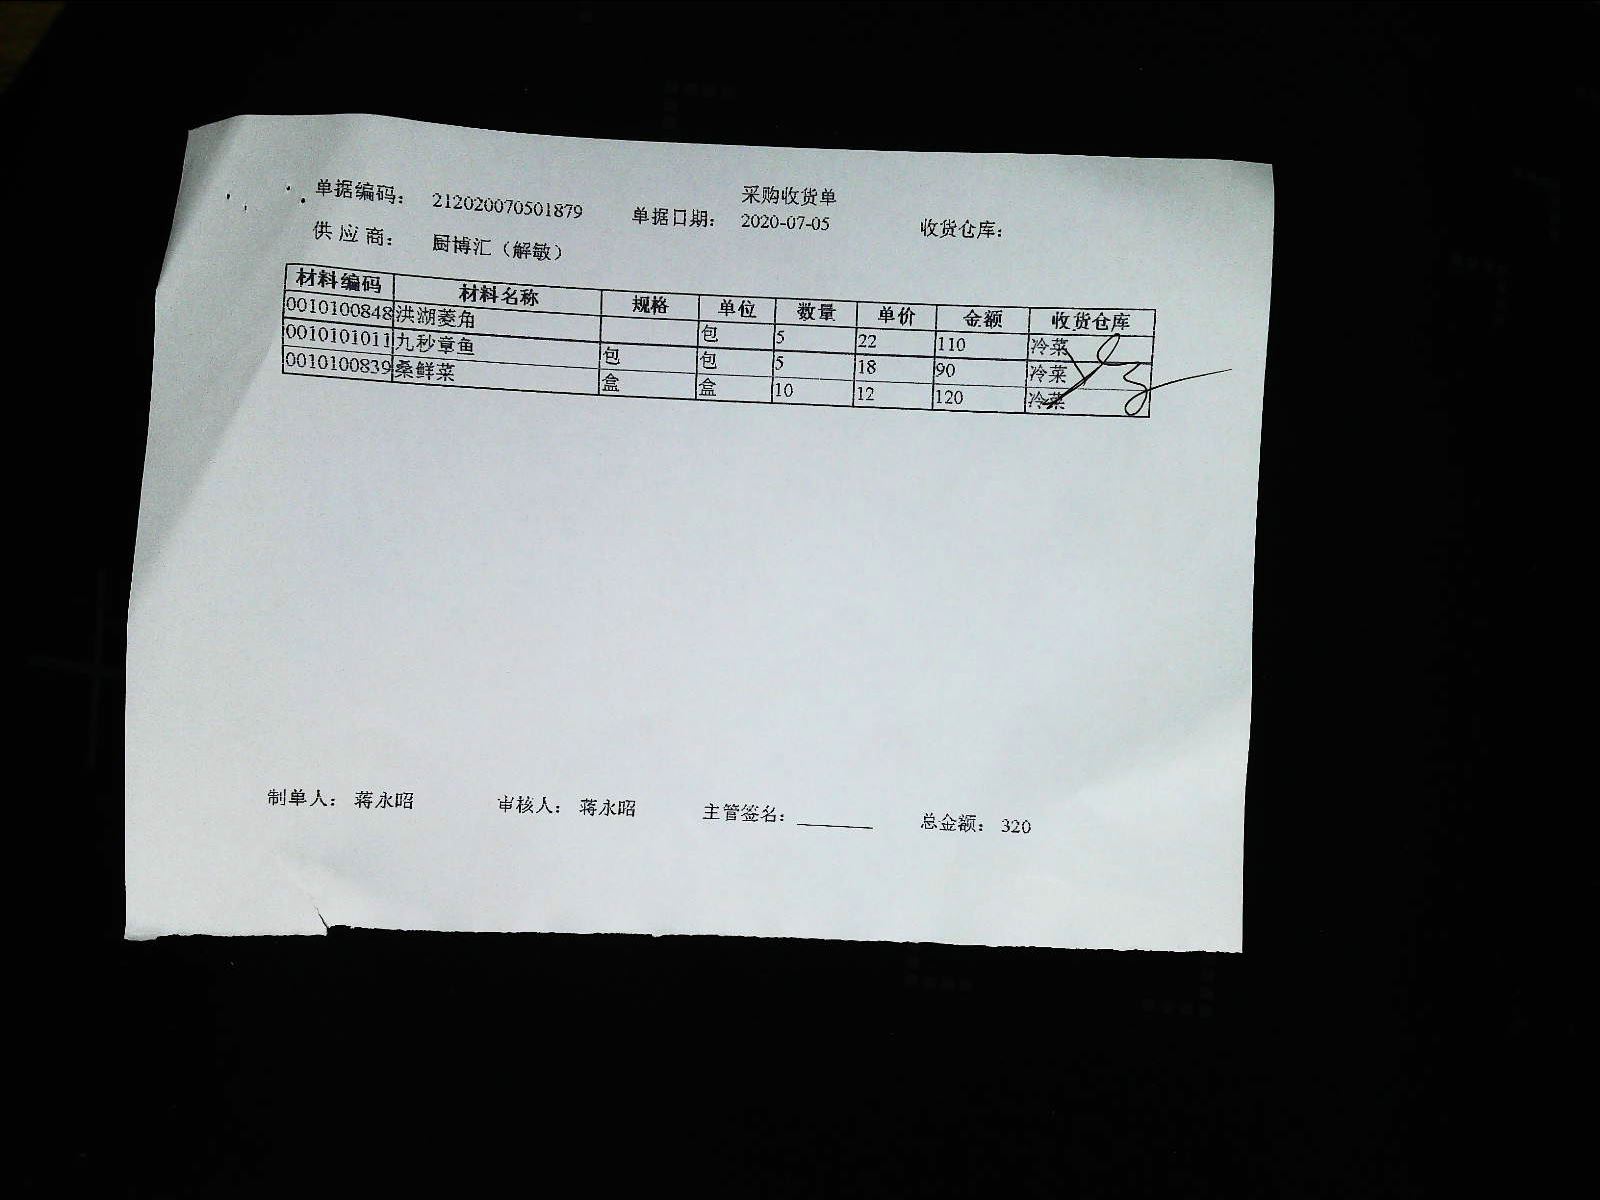 采购收货单
单据编码： 212020070501879 单据日期： 2020-07-05 收货仓库：
供 应 商： 厨博汇（解敏）
材料编码 材料名称 规格 单位 数量 单价 金额 收货仓库
0010100848 洪湖菱角 包 5 22 110 冷菜
0010101011 九秒章鱼 包 包 5 18 90 冷菜
0010100839 桑鲜菜 盒 盒 10 12 120 冷菜
制单人： 蒋永昭 审核人： 蒋永昭 主管签名： 总金额： 320